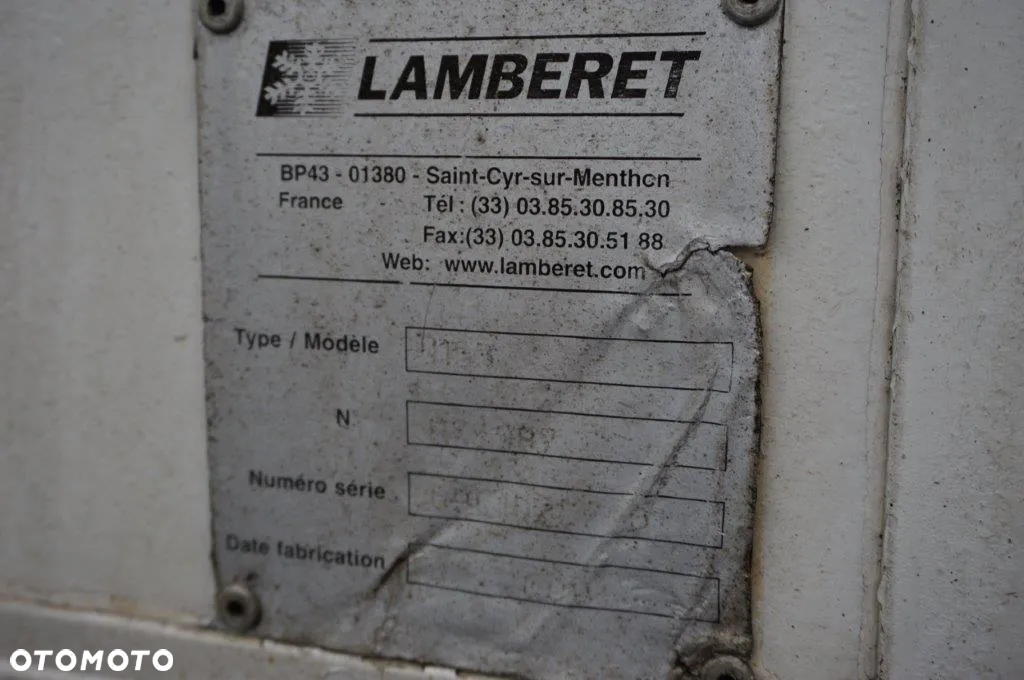 LAMBERET
BP43 - 01380 - Saint-Cyr-sur-Menthon
France Tél : (33) 03.85.30.85.30
Fax:(33) 03.85.30.51 88
Web: www.lamberet.com
Type / Modèle
N
Numéro série
Date fabrication
OTOMOTO